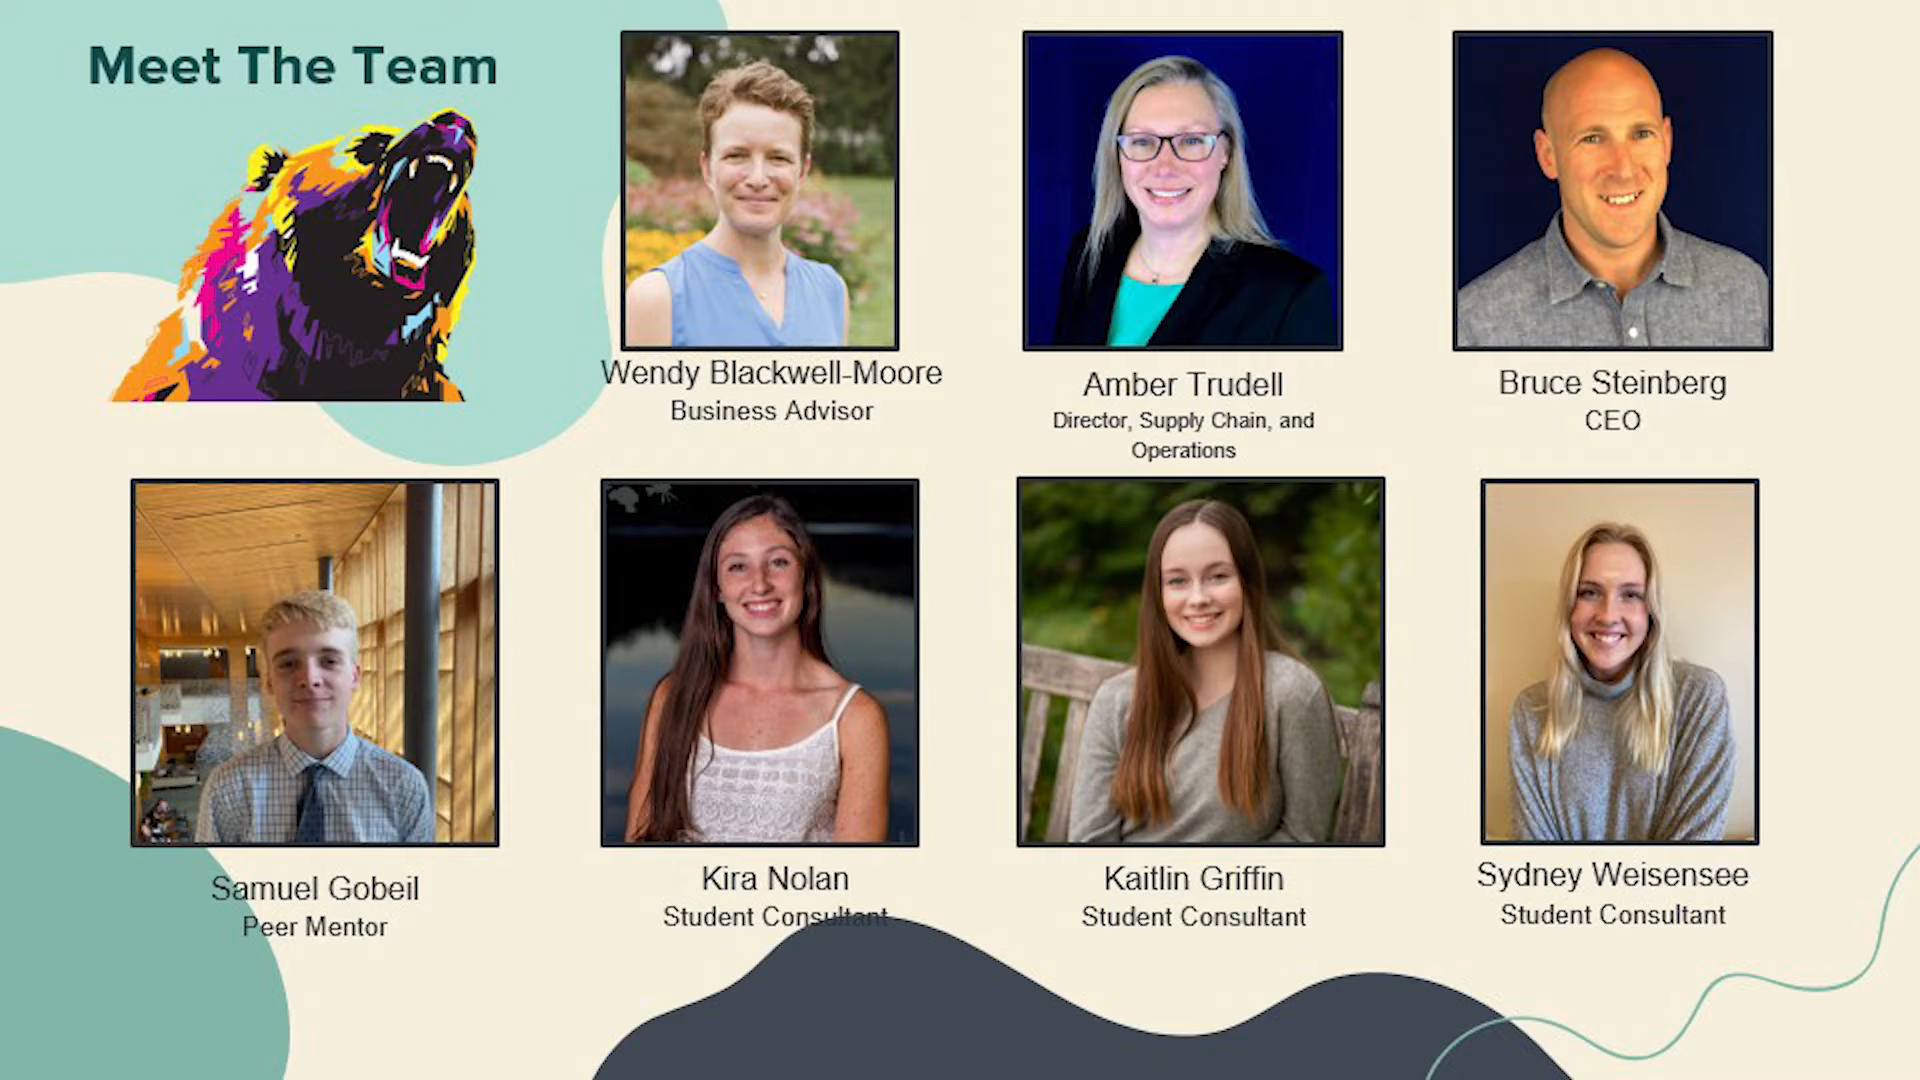 Meet The Team
Wendy Blackwell-Moore
Business Advisor
Amber Trudell
Director, Supply Chain, and
Operations
Bruce Steinberg
CEO
Samuel Gobeil
Peer Mentor
Kira Nolan
Student Consultant
Kaitlin Griffin
Student Consultant
Sydney Weisensee
Student Consultant